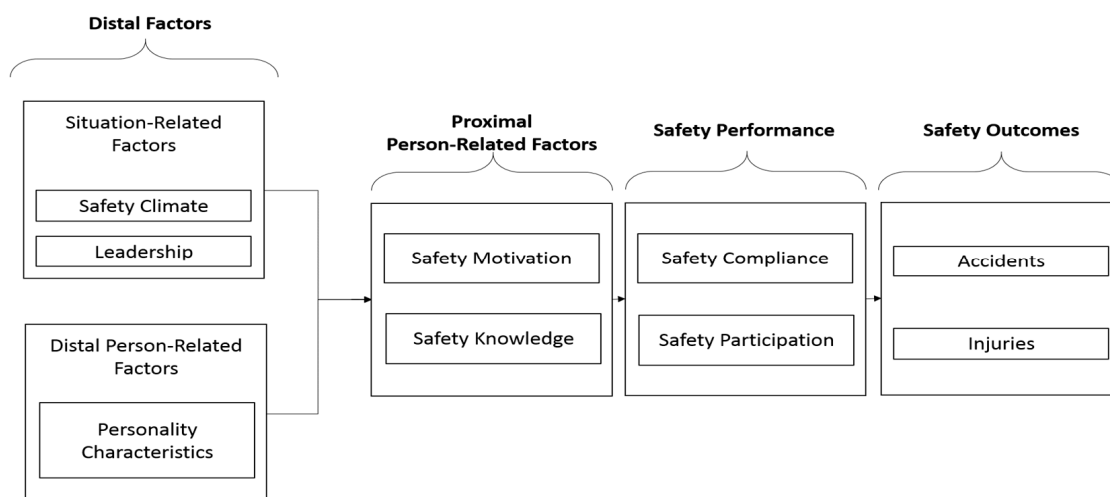 Distal Factors
Situation-Related
Factors
Safety Climate
Leadership
Distal Person-Related
Factors
Personality
Characteristics
Proximal
Person-Related Factors
Safety Motivation
Safety Knowledge
Safety Performance
Safety Compliance
Safety Participation
Safety Outcomes
Accidents
Injuries